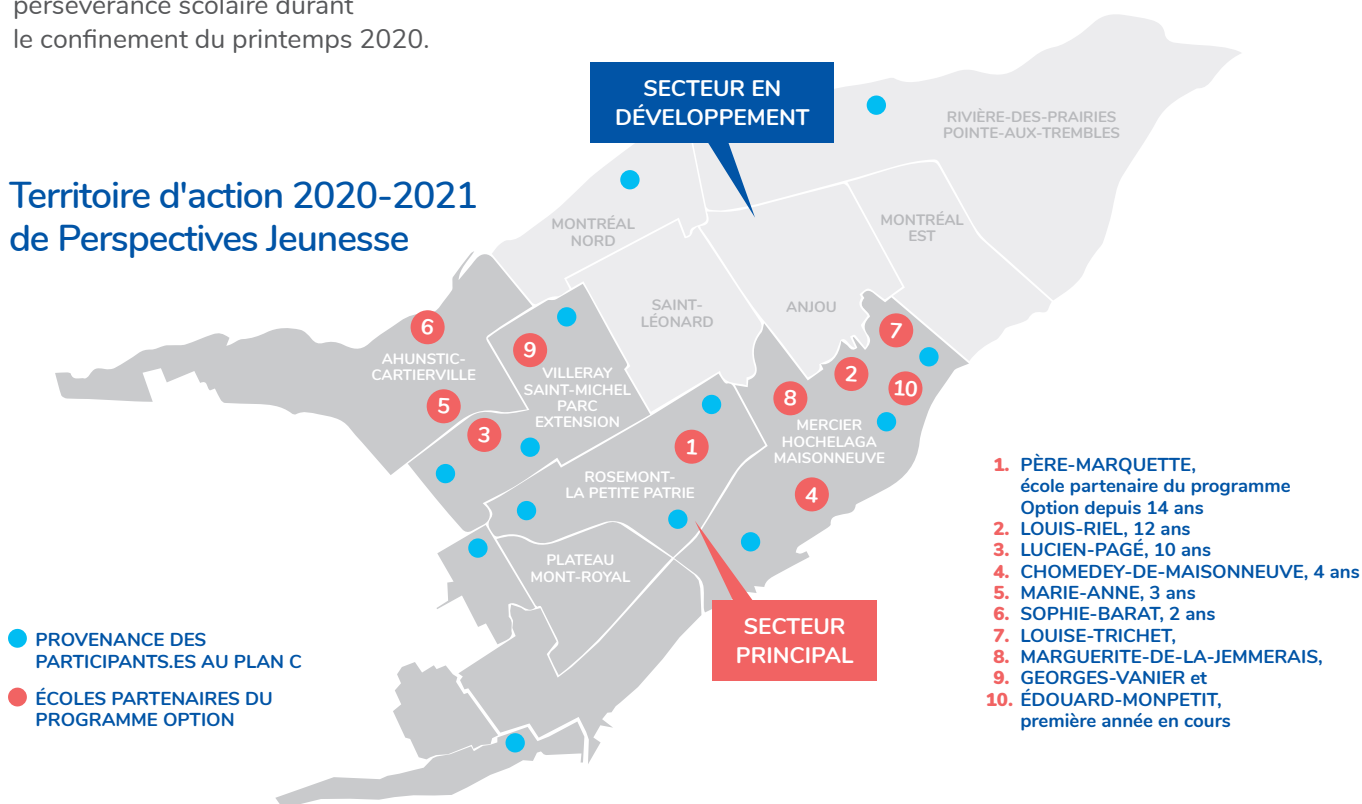 persévérance scolaire durant
le confinement du printemps 2020.
Territoire d'action 2020-2021
de Perspectives Jeunesse
SECTEUR EN
DÉVELOPPEMENT
RIVIÈRE-DES-PRAIRIES
POINTE-AUX-TREMBLES
MONTRÉAL
NORD
MONTRÉAL
EST
SAINT-
LÉONARD
ANJOU
6
AHUNSTIC-
CARTIERVILLE
5
9
VILLERAY
SAINT-MICHEL
PARC
EXTENSION
3
7
2
10
8
MERCIER
HOCHELAGA
MAISONNEUVE
4
1
ROSEMONT-
LA PETITE PATRIE
PLATEAU
MONT-ROYAL
SECTEUR
PRINCIPAL
PROVENANCE DES
PARTICIPANTS.ES AU PLAN C
ÉCOLES PARTENAIRES DU
PROGRAMME OPTION
1. PÈRE-MARQUETTE,
école partenaire du programme
Option depuis 14 ans
2. LOUIS-RIEL, 12 ans
3. LUCIEN-PAGÉ, 10 ans
4. CHOMEDEY-DE-MAISONNEUVE, 4 ans
5. MARIE-ANNE, 3 ans
6. SOPHIE-BARAT, 2 ans
7. LOUISE-TRICHET,
8. MARGUERITE-DE-LA-JEMMERAIS,
9. GEORGES-VANIER et
10. ÉDOUARD-MONPETIT,
première année en cours